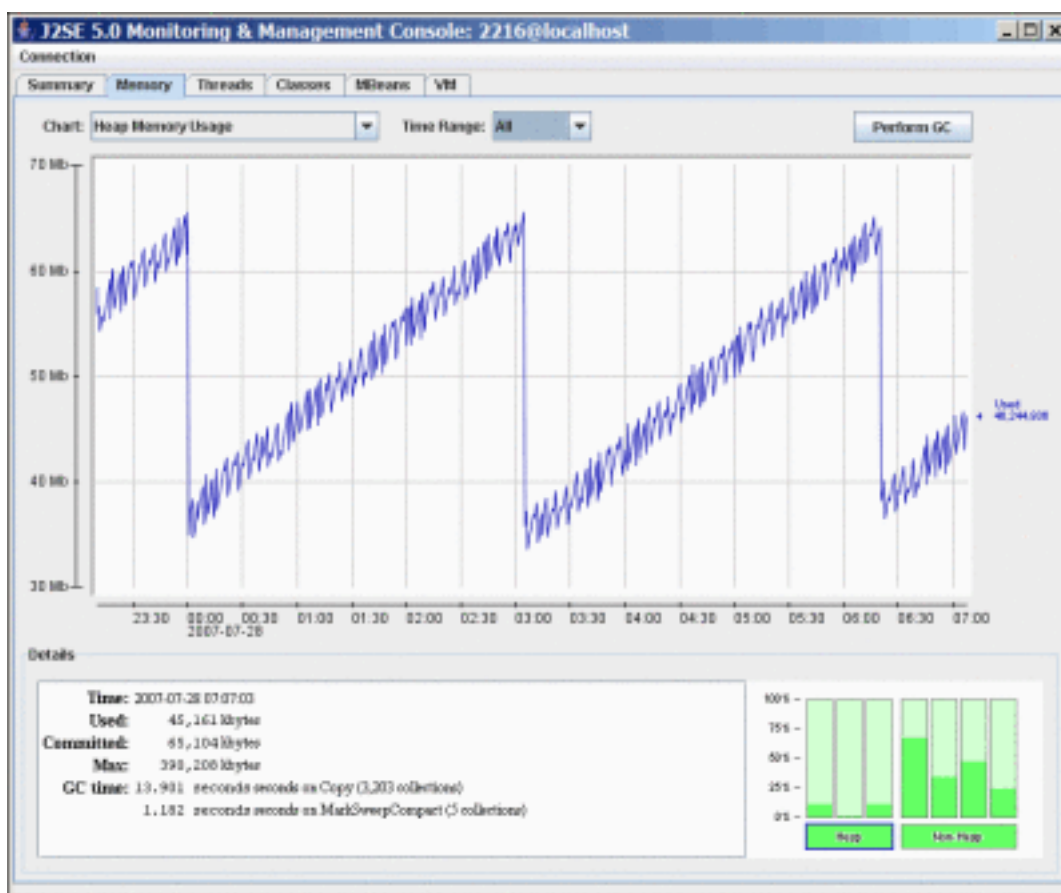 J2SE 5.0 Monitoring & Management Console: 2216@localhost
Connection
Summary Memory Threads Classes MBeans VM
Chart: Heap Memory Usage Time Range: All Perform GC
70 Mb
60 Mb
50 Mb
40 Mb
30 Mb
Used
23:30 00:00 00:30 01:00 01:30 02:00 02:30 03:00 03:30 04:00 04:30 05:00 05:30 06:00 06:30 07:00
2007-07-28
Details
Time: 2007-07-28 07:07:03
Used: 45,161 kbytes
Committed: 65,104 kbytes
Max: 390,208 kbytes
GC time: 13.901 seconds seconds on Copy (3,203 collections)
1.182 seconds seconds on MarkSweepCompact (5 collections)
100%
75%
50%
25%
0%
Heap Non-Heap